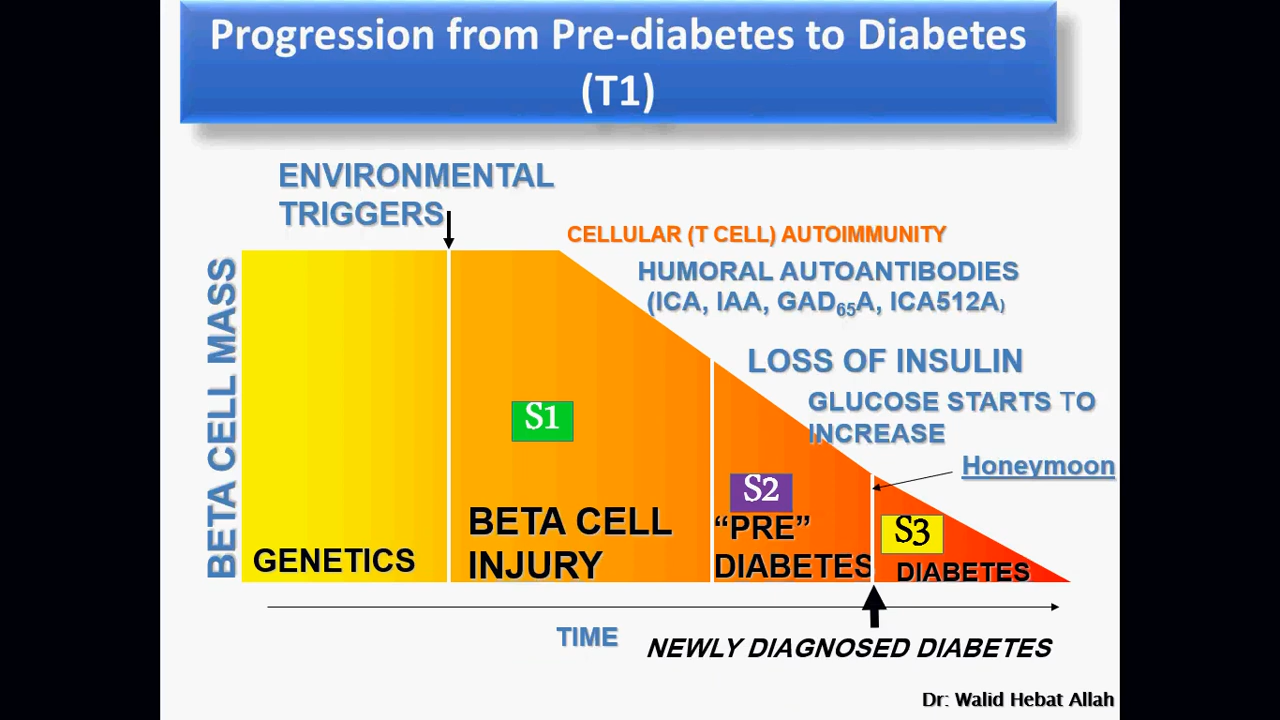 Progression from Pre-diabetes to Diabetes
(T1)
ENVIRONMENTAL
TRIGGERS
CELLULAR (T CELL) AUTOIMMUNITY
HUMORAL AUTOANTIBODIES
(ICA, IAA, GAD65A, ICA512A)
LOSS OF INSULIN
GLUCOSE STARTS TO
INCREASE
Honeymoon
BETA CELL MASS
S1
S2
S3
GENETICS
BETA CELL
INJURY
“PRE”
DIABETES
DIABETES
TIME
NEWLY DIAGNOSED DIABETES
Dr: Walid Hebat Allah